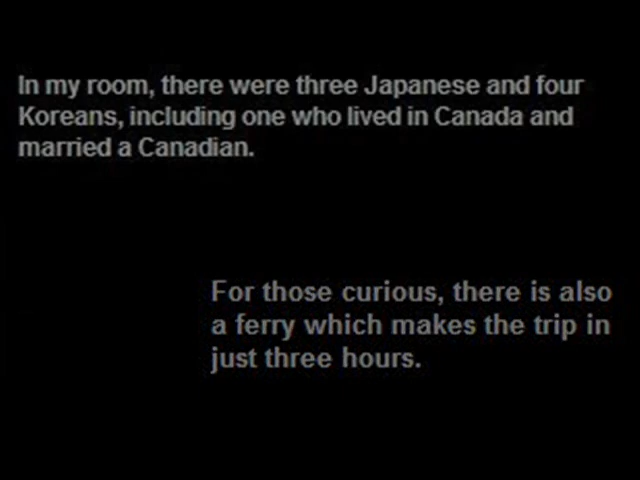 In my room, there were three Japanese and four
Koreans, including one who lived in Canada and
married a Canadian.
For those curious, there is also
a ferry which makes the trip in
just three hours.